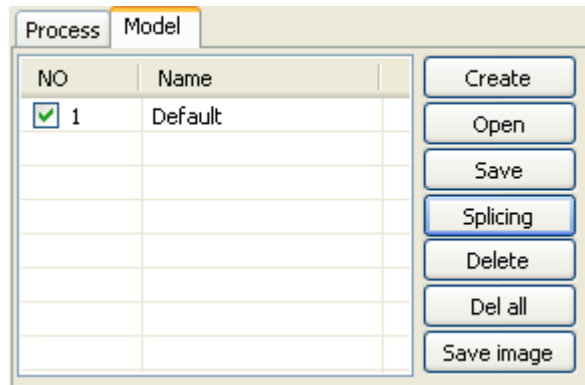 Process Model
NO Name
1 Default
Create
Open
Save
Splicing
Delete
Del all
Save image